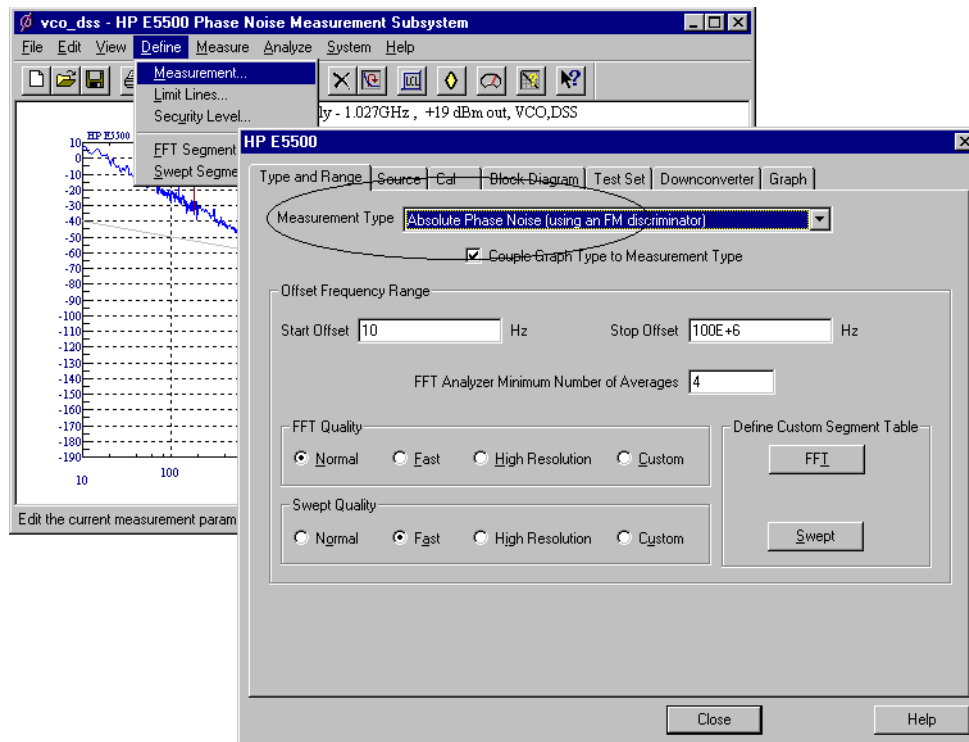 vco_dss - HP E5500 Phase Noise Measurement Subsystem
File Edit View Define Measure Analyze System Help
Measurement...
Limit Lines...
Security Level...
FFT Segment
Swept Segme
- 1.027GHz , +19 dBm out, VCO,DSS
HP E5500
10
0
-10
-20
-30
-40
-50
-60
-70
-80
-90
-100
-110
-120
-130
-140
-150
-160
-170
-180
-190
10
100
Edit the current measurement param
HP E5500
Type and Range Source Cal Block Diagram Test Set Downconverter Graph
Measurement Type Absolute Phase Noise (using an FM discriminator)
Couple Graph Type to Measurement Type
Offset Frequency Range
Start Offset 10 Hz Stop Offset 100E+6 Hz
FFT Analyzer Minimum Number of Averages 4
FFT Quality
Normal Fast High Resolution Custom
Define Custom Segment Table
FFT
Swept Quality
Normal Fast High Resolution Custom
Swept
Close Help